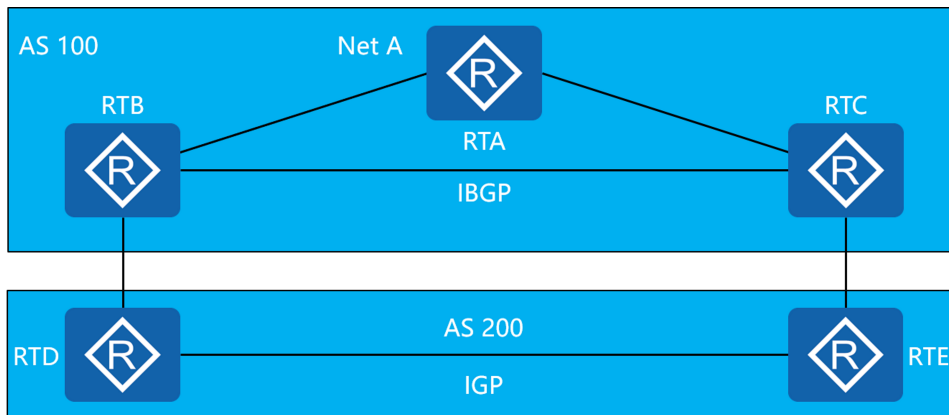 AS 100
Net A
R
RTB
RTC
RTA
R
R
IBGP
AS 200
R
R
RTD
RTE
IGP